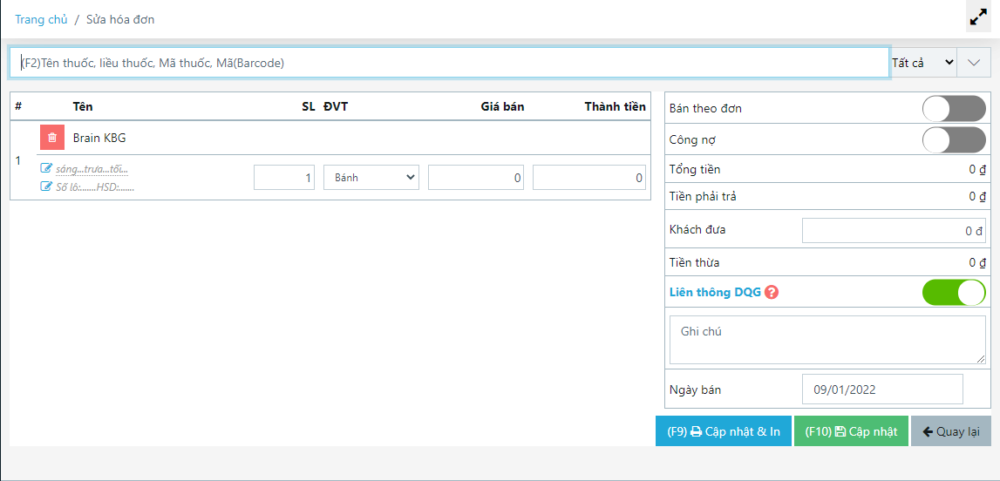 Trang chủ / Sửa hóa đơn
(F2)Tên thuốc, liều thuốc, Mã thuốc, Mã(Barcode)
Tất cả
# Tên SL ĐVT Giá bán Thành tiền
1
Brain KBG
sáng...trưa...tối...
Số lô:......HSD:......
1 Bánh 0 0
Bán theo đơn
Công nợ
Tổng tiền 0 ₫
Tiền phải trả 0 ₫
Khách đưa 0 đ
Tiền thừa 0 ₫
Liên thông DQG ?
Ghi chú
Ngày bán 09/01/2022
(F9) Cập nhật & In (F10) Cập nhật Quay lại